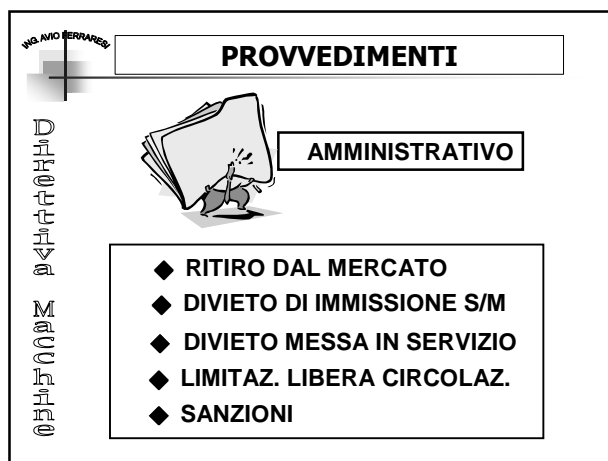 ING. AVIO FERRARESI
PROVVEDIMENTI
AMMINISTRATIVO
Direttiva Macchine
RITIRO DAL MERCATO
DIVIETO DI IMMISSIONE S/M
DIVIETO MESSA IN SERVIZIO
LIMITAZ. LIBERA CIRCOLAZ.
SANZIONI